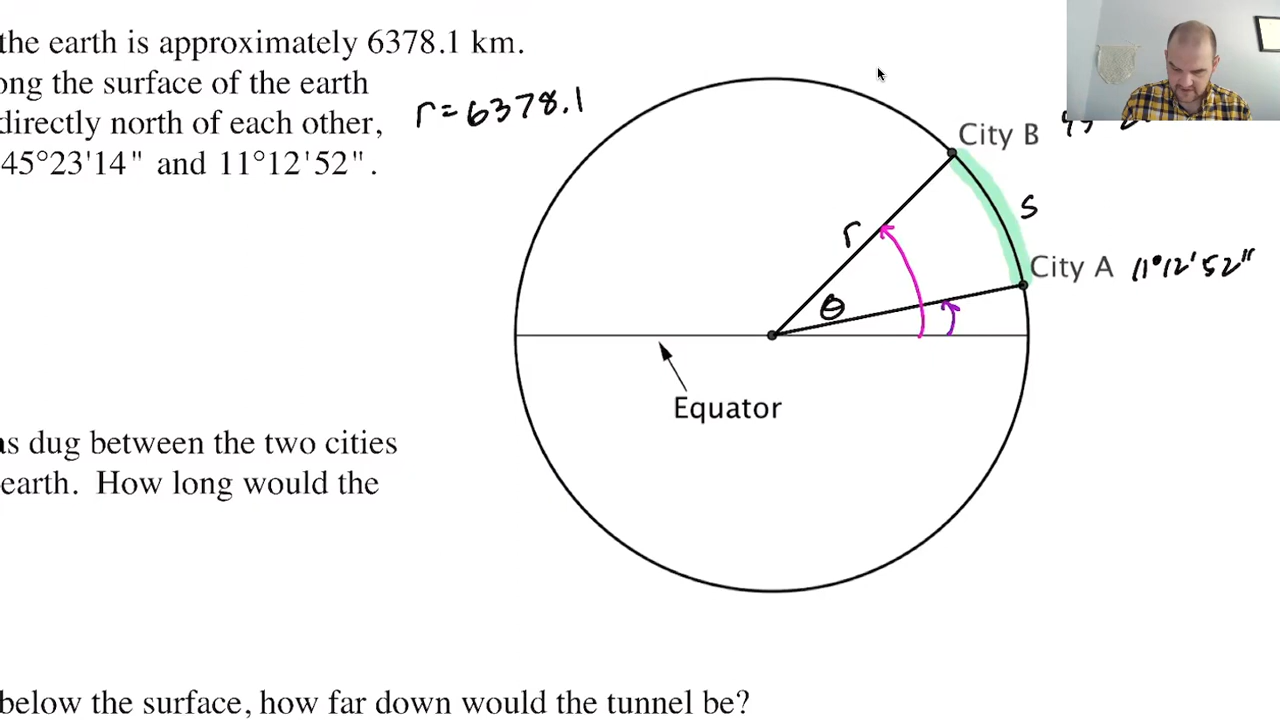 the earth is approximately 6378.1 km.
ong the surface of the earth
directly north of each other,
45°23'14" and 11°12'52".
r = 6378.1
City B
s
r
City A 11°12'52"
θ
Equator
as dug between the two cities
earth. How long would the
below the surface, how far down would the tunnel be?